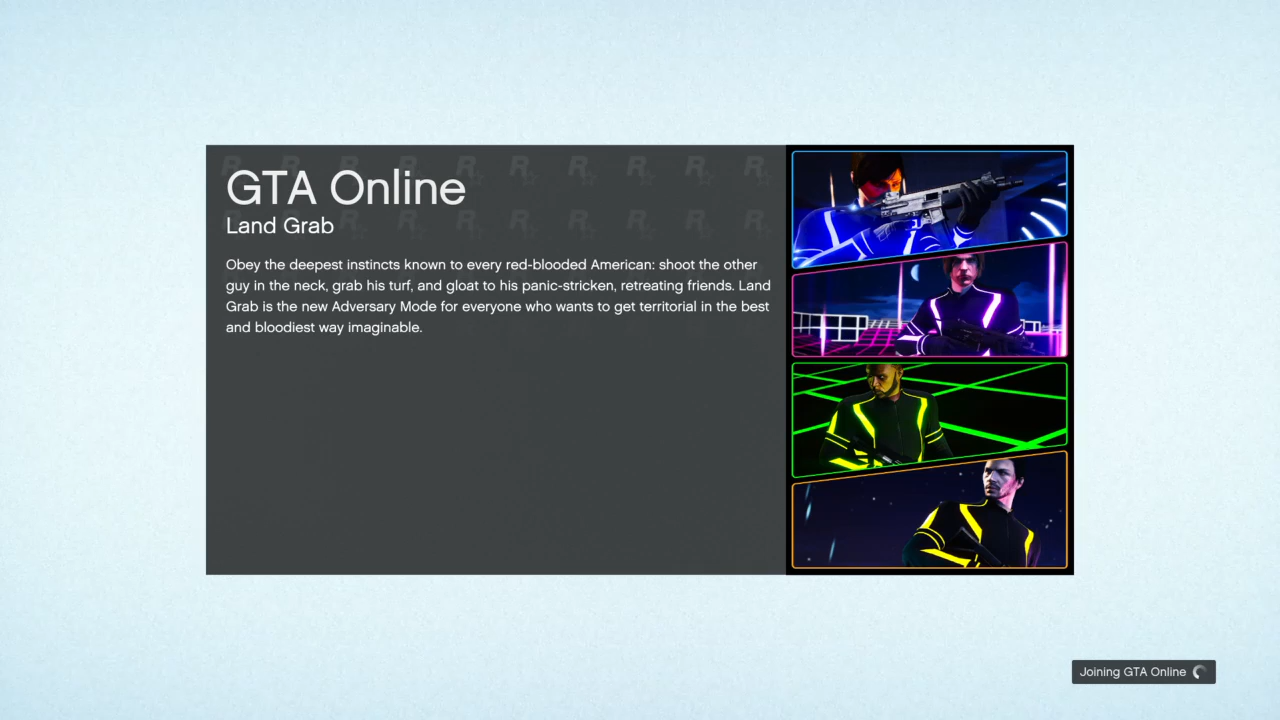 GTA Online
Land Grab
Obey the deepest instincts known to every red-blooded American: shoot the other
guy in the neck, grab his turf, and gloat to his panic-stricken, retreating friends. Land
Grab is the new Adversary Mode for everyone who wants to get territorial in the best
and bloodiest way imaginable.
Joining GTA Online